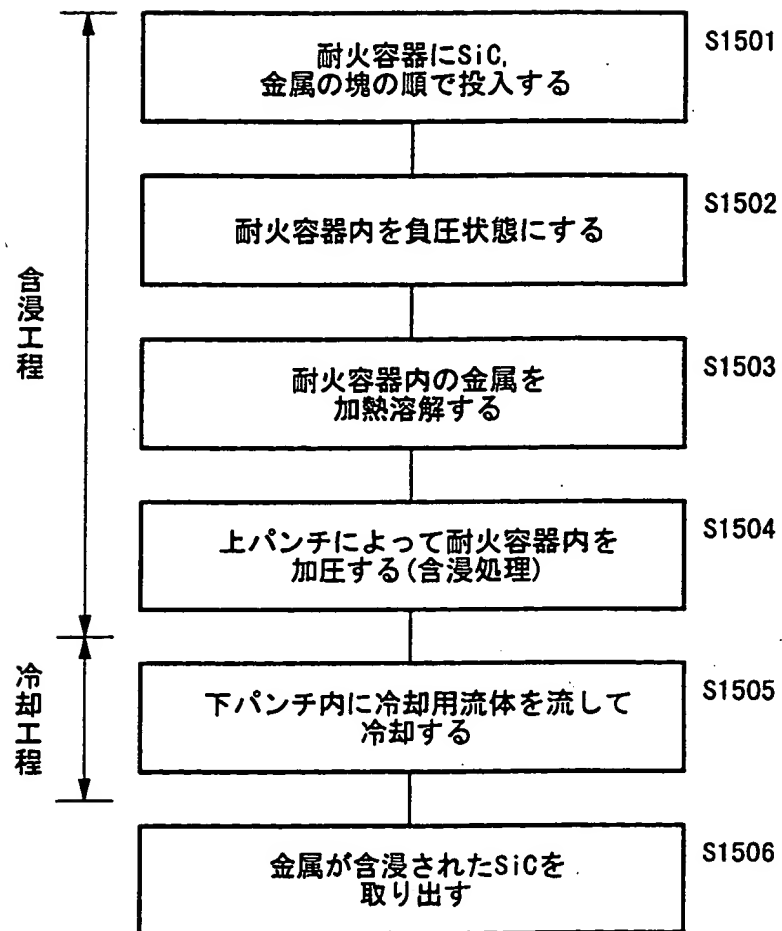 耐火容器にSiC,
金属の塊の順で投入する
S1501
耐火容器内を負圧状態にする
S1502
含浸工程
耐火容器内の金属を
加熱溶解する
S1503
上パンチによって耐火容器内を
加圧する(含浸処理)
S1504
冷却工程
下パンチ内に冷却用流体を流して
冷却する
S1505
金属が含浸されたSiCを
取り出す
S1506